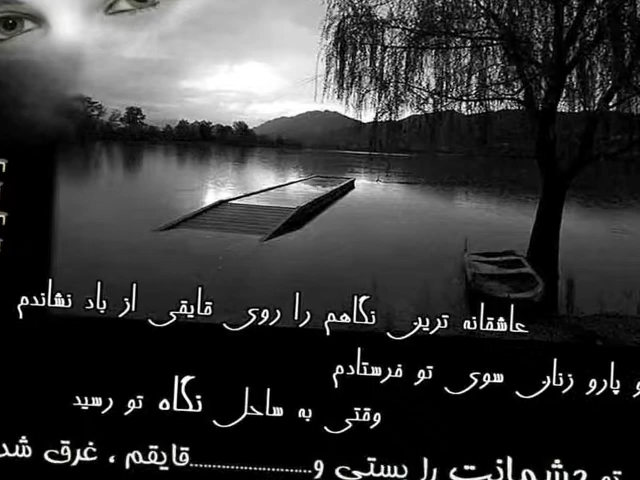 عاشقانه ترین نگاهم را روی قایقی از باد نشاندم
و پارو زنان سوی تو فرستادم
وقتی به ساحل نگاه تو رسید
تو چشمانت را بستی و.........................قایقم ، غرق شد